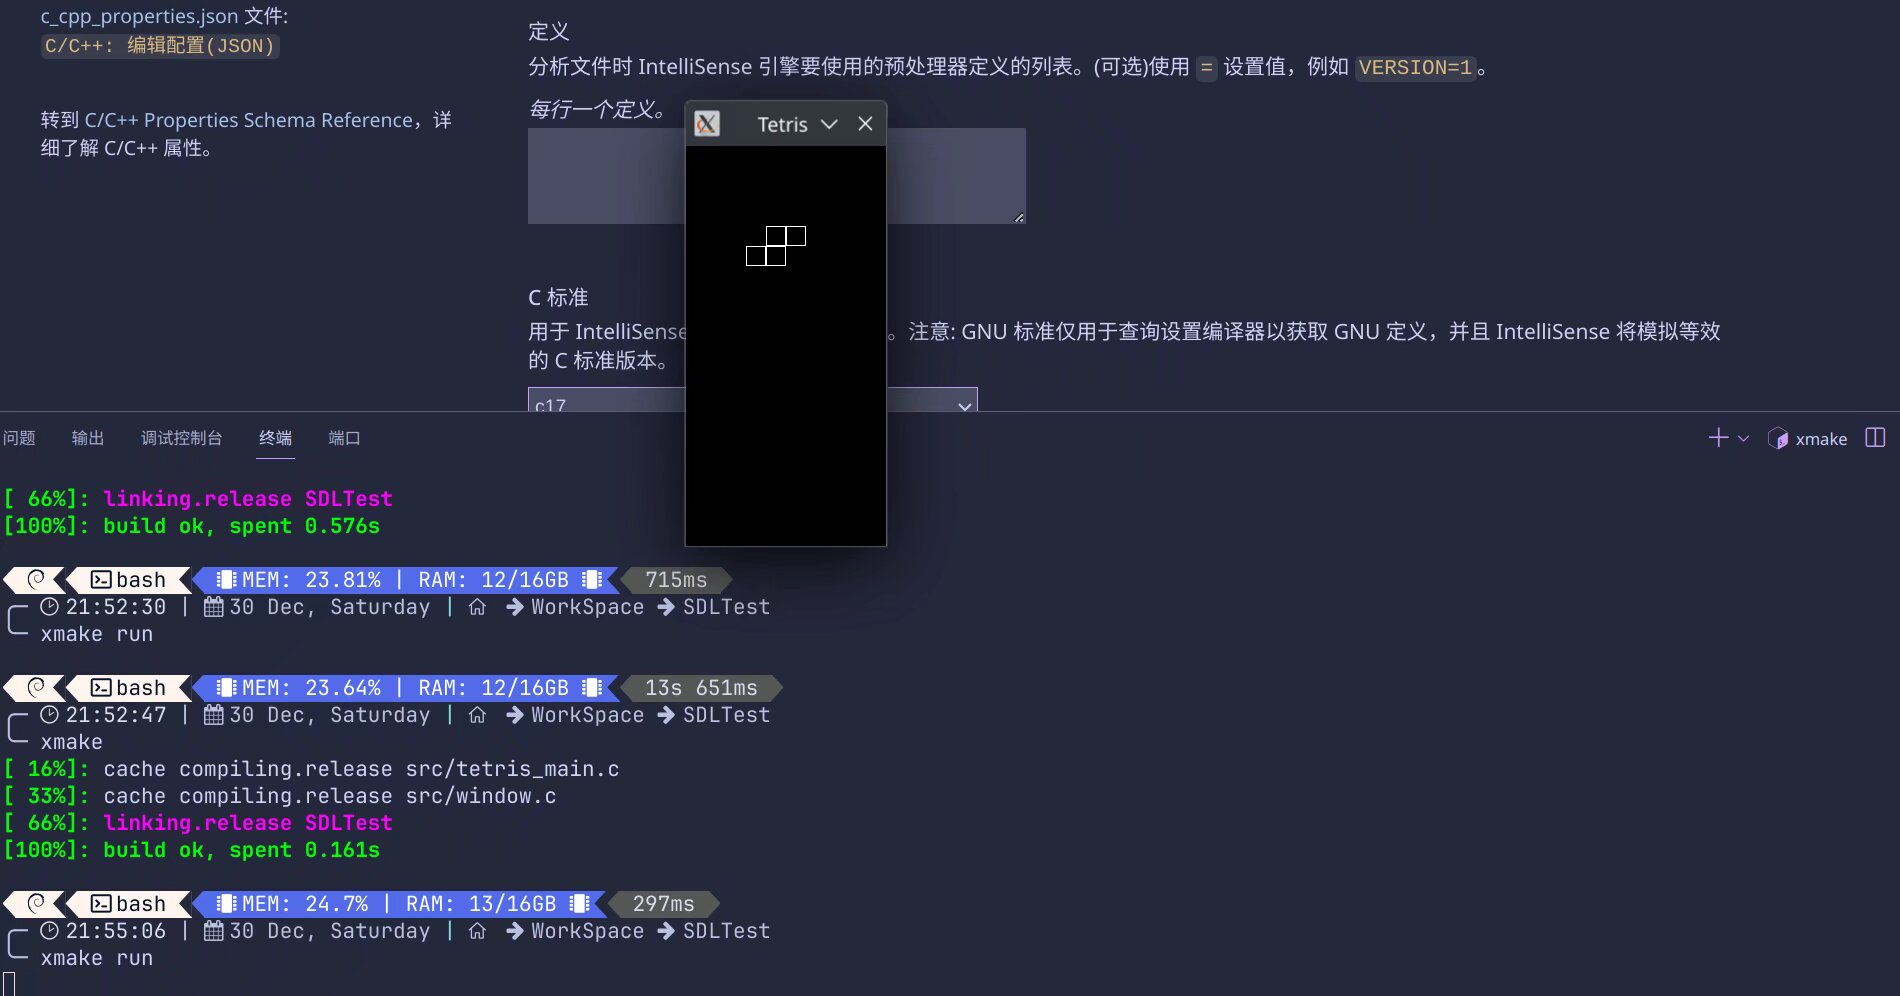 c_cpp_properties.json 文件:
C/C++: 编辑配置(JSON)
转到 C/C++ Properties Schema Reference，详
细了解 C/C++ 属性。
定义
分析文件时 IntelliSense 引擎要使用的预处理器定义的列表。(可选)使用 = 设置值，例如 VERSION=1。
每行一个定义。
Tetris
C 标准
用于 IntelliSense 。注意: GNU 标准仅用于查询设置编译器以获取 GNU 定义，并且 IntelliSense 将模拟等效
的 C 标准版本。
c17
问题 输出 调试控制台 终端 端口 xmake
[ 66%]: linking.release SDLTest
[100%]: build ok, spent 0.576s
bash MEM: 23.81% | RAM: 12/16GB 715ms
21:52:30 | 30 Dec, Saturday | WorkSpace SDLTest
xmake run
bash MEM: 23.64% | RAM: 12/16GB 13s 651ms
21:52:47 | 30 Dec, Saturday | WorkSpace SDLTest
xmake
[ 16%]: cache compiling.release src/tetris_main.c
[ 33%]: cache compiling.release src/window.c
[ 66%]: linking.release SDLTest
[100%]: build ok, spent 0.161s
bash MEM: 24.7% | RAM: 13/16GB 297ms
21:55:06 | 30 Dec, Saturday | WorkSpace SDLTest
xmake run